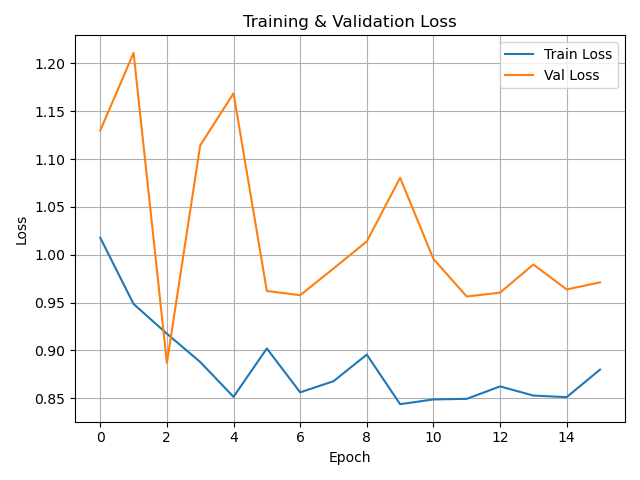 Training & Validation Loss
Train Loss
Val Loss
1.20
1.15
1.10
1.05
1.00
0.95
0.90
0.85
Loss
0 2 4 6 8 10 12 14
Epoch